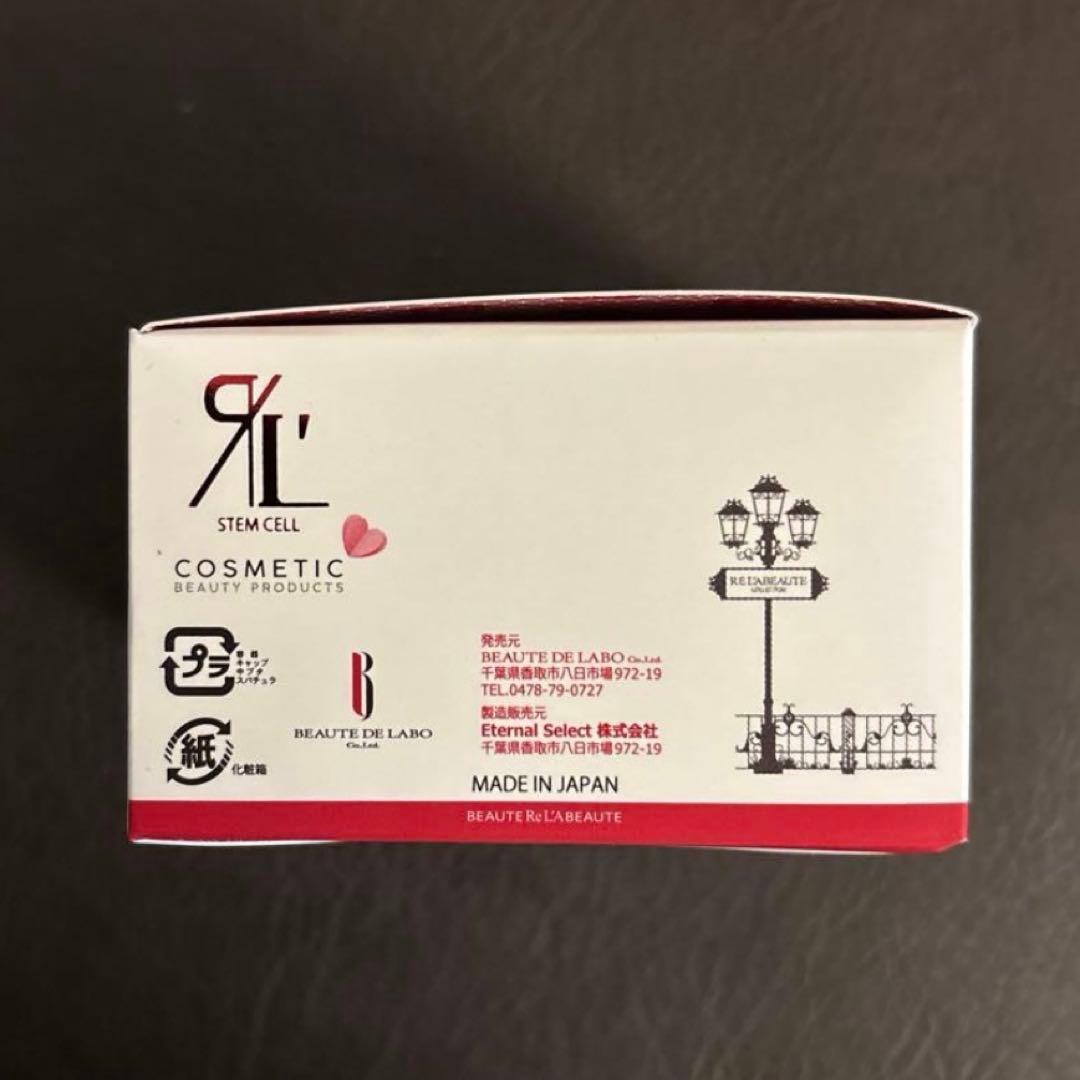 RL'
STEM CELL
COSMETIC
BEAUTY PRODUCTS
プラ
容器
キャップ
中ブタ
スパチュラ
紙
化粧箱
B
BEAUTE DE LABO
Co.,Ltd.
発売元
BEAUTE DE LABO Co.,Ltd.
千葉県香取市八日市場972-19
TEL.0478-79-0727
製造販売元
Eternal Select 株式会社
千葉県香取市八日市場972-19
MADE IN JAPAN
RE L'ABEAUTE
COLLECTION
BEAUTE Re L'A BEAUTE